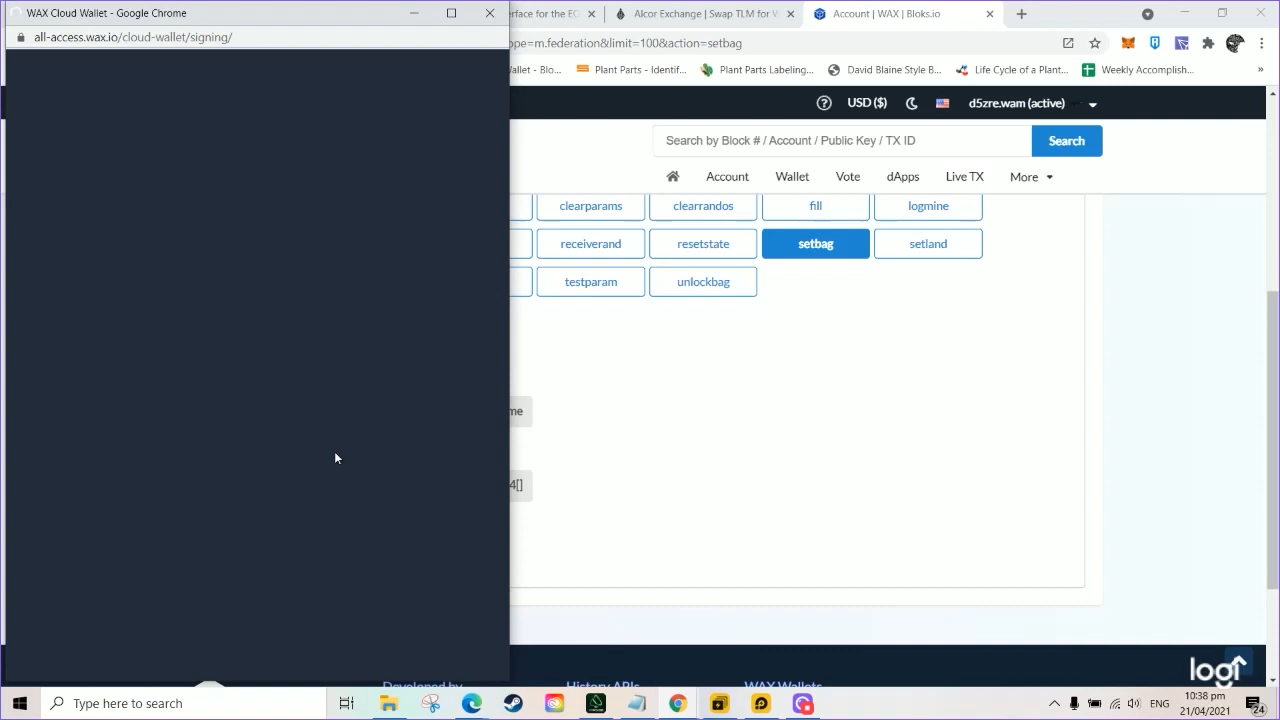 WAX Cloud Wallet - Google Chrome
all-access.wax.io/cloud-wallet/signing/
erface for the EO
Alcor Exchange | Swap TLM for W
Account | WAX | Bloks.io
ope=m.federation&limit=100&action=setbag
Wallet - Blo...
Plant Parts - Identif...
Plant Parts Labeling...
David Blaine Style B...
Life Cycle of a Plant...
Weekly Accomplish...
»
USD ($)
d5zre.wam (active)
Search by Block # / Account / Public Key / TX ID
Search
Account
Wallet
Vote
dApps
Live TX
More
clearparams
clearrandos
fill
logmine
receiverand
resetstate
setbag
setland
testparam
unlockbag
me
4[]
Developed by
History APIs
WAX Wallets
logi
Type here to search
ENG
10:38 pm
21/04/2021
24